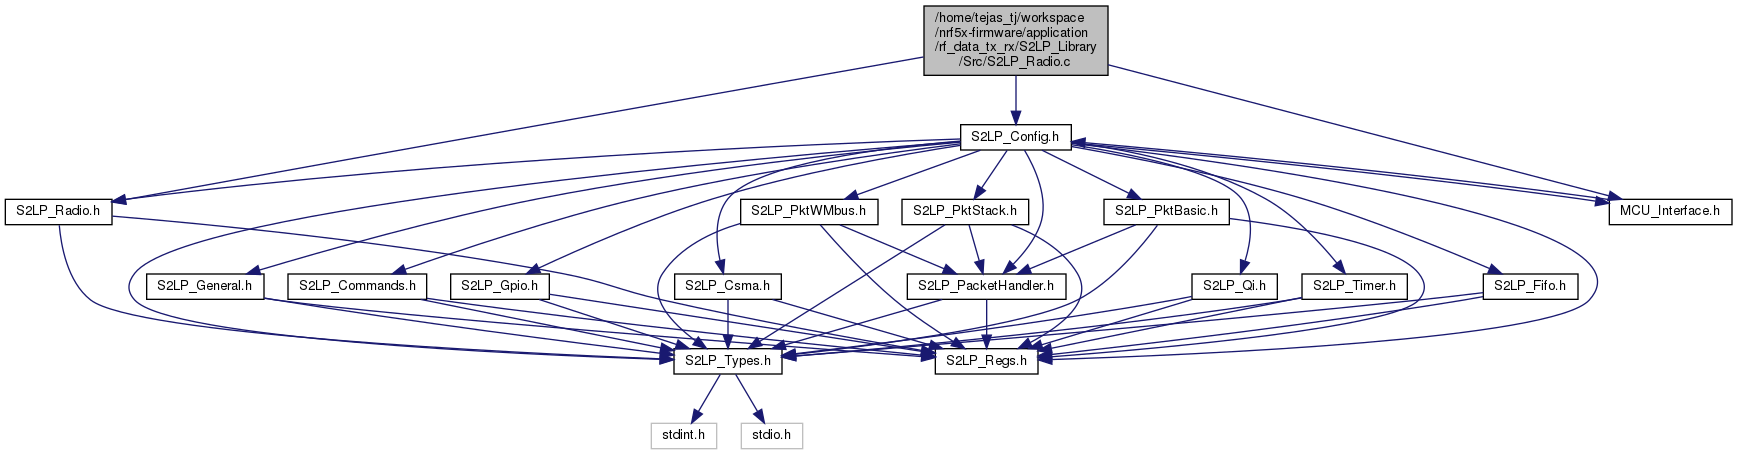 /home/tejas_tj/workspace
/nrf5x-firmware/application
/rf_data_tx_rx/S2LP_Library
/Src/S2LP_Radio.c
S2LP_Config.h
S2LP_Radio.h
S2LP_PktWMbus.h
S2LP_PktStack.h
S2LP_PktBasic.h
MCU_Interface.h
S2LP_General.h
S2LP_Commands.h
S2LP_Gpio.h
S2LP_Csma.h
S2LP_PacketHandler.h
S2LP_Qi.h
S2LP_Timer.h
S2LP_Fifo.h
S2LP_Types.h
S2LP_Regs.h
stdint.h
stdio.h